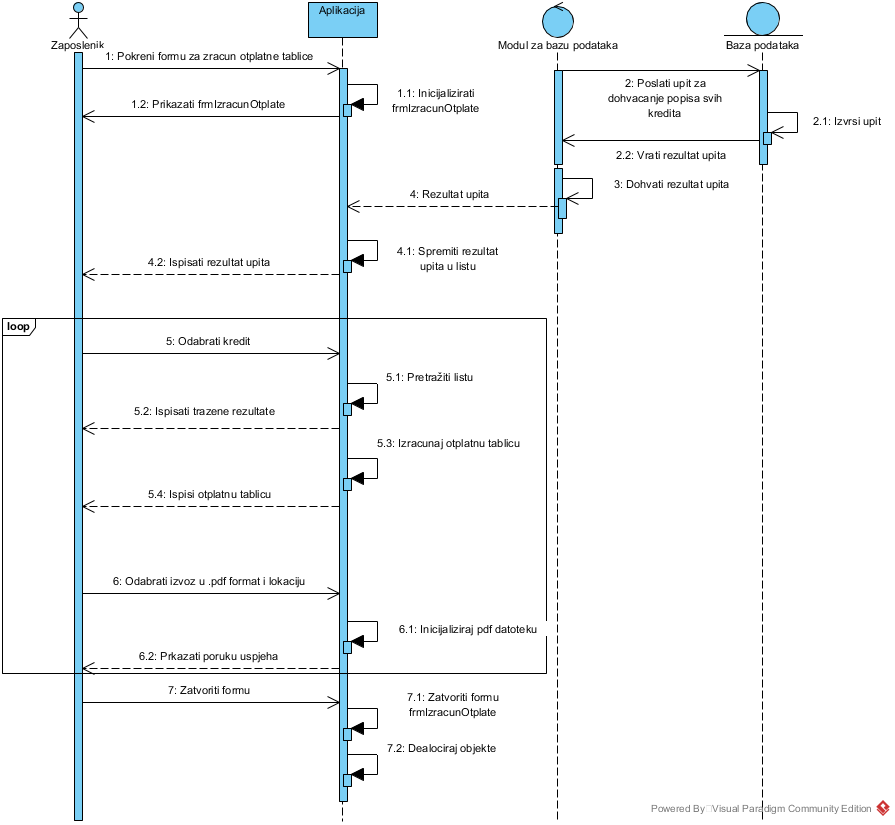 Aplikacija
Zaposlenik
Modul za bazu podataka
Baza podataka
1: Pokreni formu za zracun otplatne tablice
1.1: Inicijalizirati
frmIzracunOtplate
1.2: Prikazati frmIzracunOtplate
2: Poslati upit za
dohvacanje popisa svih
kredita
2.1: Izvrsi upit
2.2: Vrati rezultat upita
3: Dohvati rezultat upita
4: Rezultat upita
4.1: Spremiti rezultat
upita u listu
4.2: Ispisati rezultat upita
loop
5: Odabrati kredit
5.1: Pretražiti listu
5.2: Ispisati trazene rezultate
5.3: Izracunaj otplatnu tablicu
5.4: Ispisi otplatnu tablicu
6: Odabrati izvoz u .pdf format i lokaciju
6.1: Inicijaliziraj pdf datoteku
6.2: Prkazati poruku uspjeha
7: Zatvoriti formu
7.1: Zatvoriti formu
frmIzracunOtplate
7.2: Dealociraj objekte
Powered By Visual Paradigm Community Edition